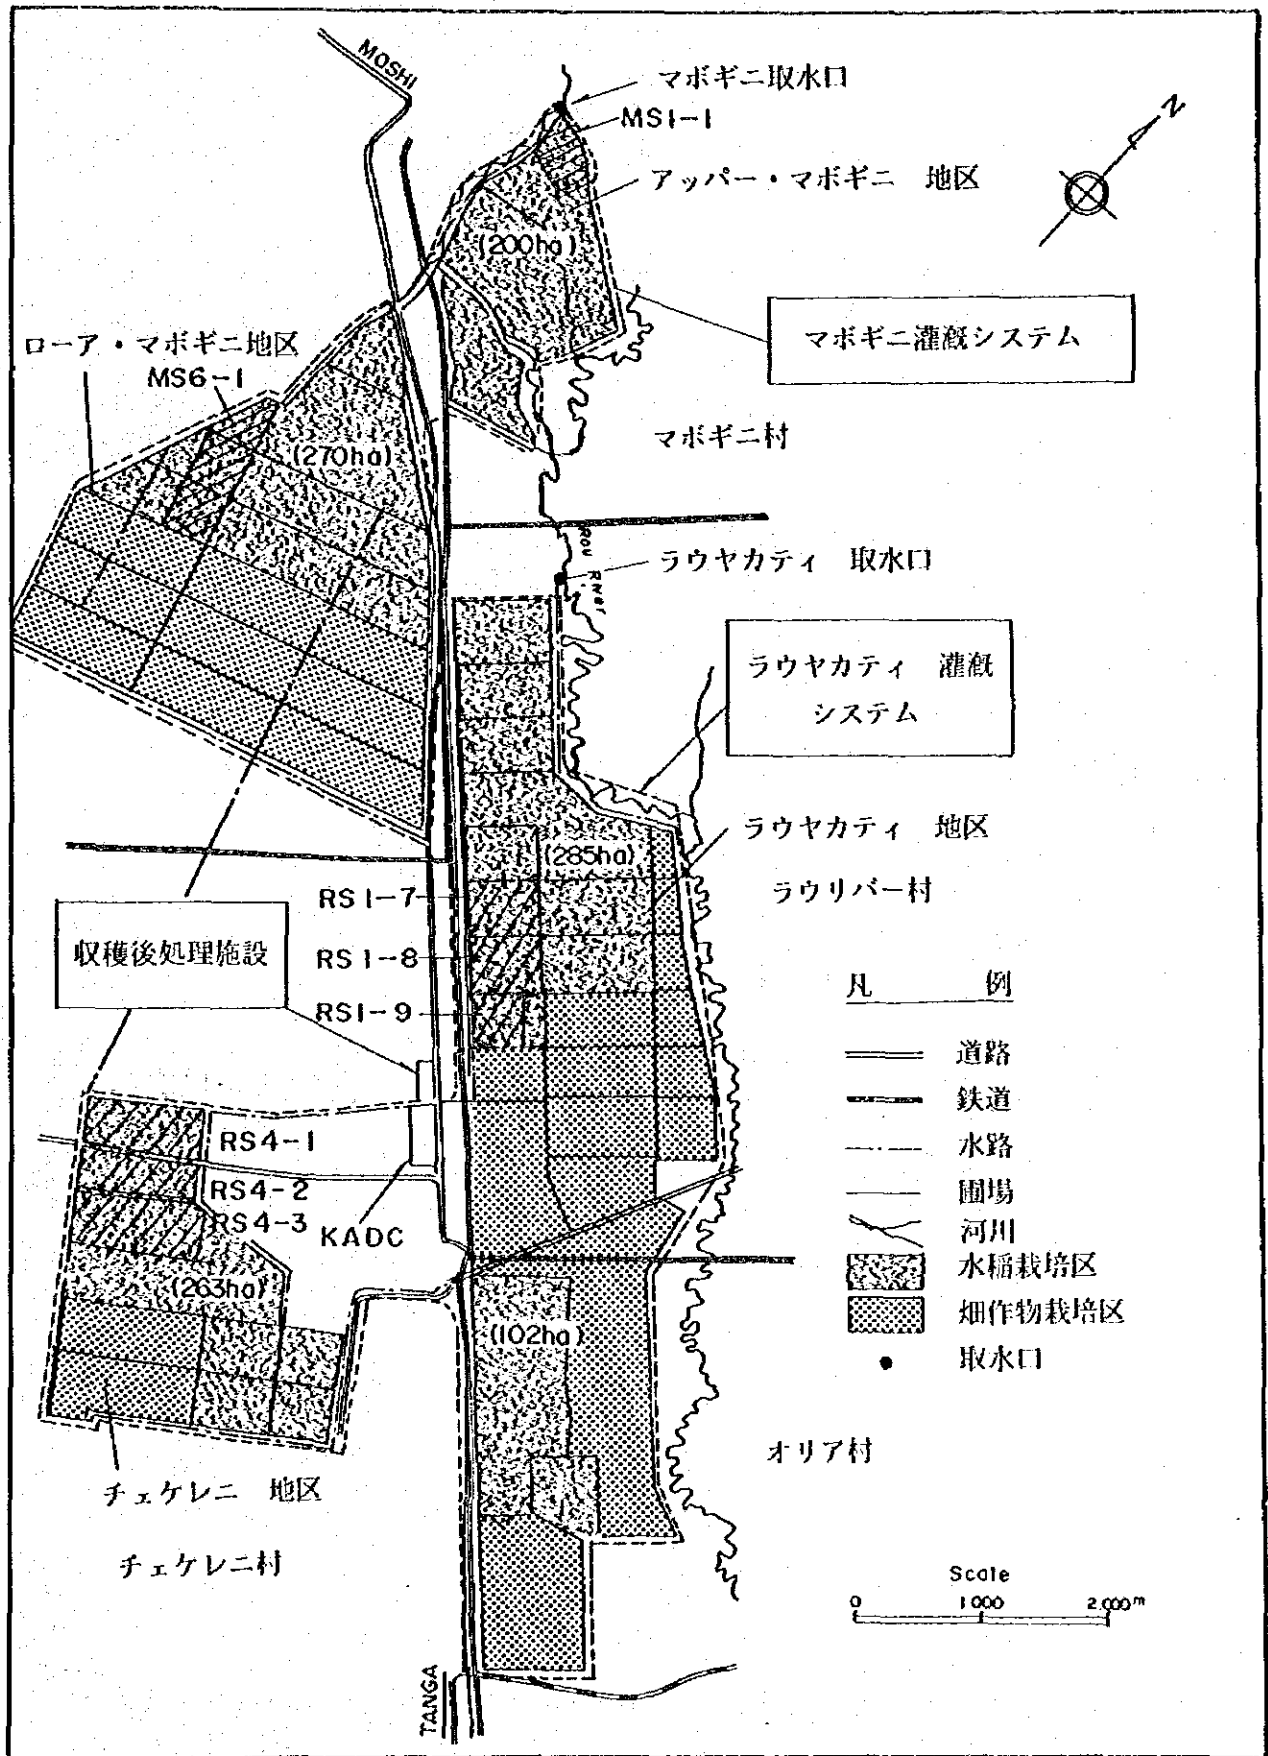 MOSHI
マボギニ取水口
MS1-1
N
アッパー・マボギニ 地区
(200ha)
マボギニ灌漑システム
ローア・マボギニ地区
MS6-1
(270ha)
マボギニ村
ラウヤカティ 取水口
ラウヤカティ 灌漑
システム
ラウヤカティ 地区
(285ha)
ラウリバー村
RS1-7
収穫後処理施設
RS1-8
RS1-9
凡 例
道路
鉄道
水路
圃場
河川
水稲栽培区
畑作物栽培区
取水口
RS4-1
RS4-2
RS4-3
KADC
(263ha)
(102ha)
オリア村
チェケレニ 地区
チェケレニ村
Scale
0 1000 2.000m
TANGA